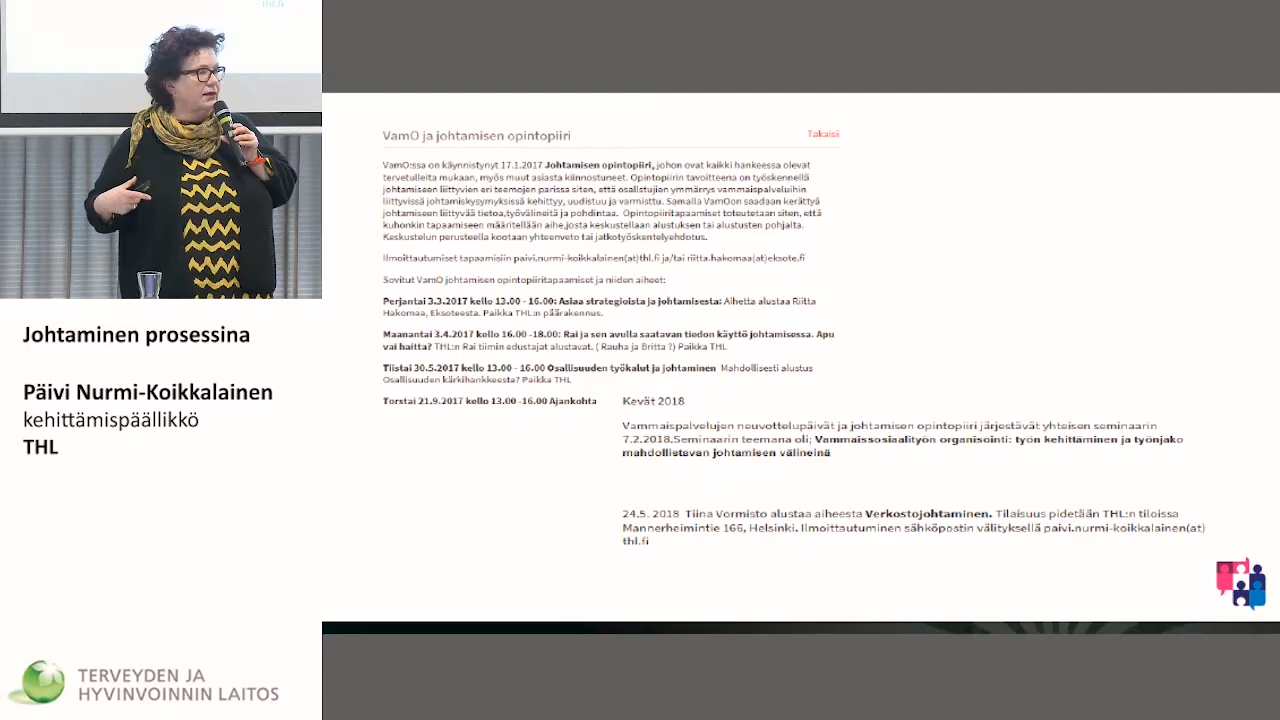 thl.fi
Johtaminen prosessina
Päivi Nurmi-Koikkalainen
kehittämispäällikkö
THL
TERVEYDEN JA
HYVINVOINNIN LAITOS
VamO ja johtamisen opintopiiri
Takaisi
VamO:ssa on käynnistynyt 17.1.2017 Johtamisen opintopiiri, johon ovat kaikki hankeessa olevat
tervetulleita mukaan, myös muut asiasta kiinnostuneet. Opintopiirin tavoitteena on työskennellä
johtamiseen liittyvien eri teemojen parissa siten, että osallistujien ymmärrys vammaispalveluihin
liittyvissä johtamiskysymyksissä kehittyy, uudistuu ja varmisttu. Samalla VamOon saadaan kerättyä
johtamiseen liittyvää tietoa,työvälineitä ja pohdintaa. Opintopiiritapaamiset toteutetaan siten, että
kuhonkin tapaamiseen määritellään aihe,josta keskustellaan alustuksen tai alustusten pohjalta.
Keskustelun perusteella kootaan yhteenveto tai jatkotyöskentelyehdotus.
Ilmoittautumiset tapaamisiin paivi.nurmi-koikkalainen(at)thl.fi ja/tai riitta.hakomaa(at)eksote.fi
Sovitut VamO johtamisen opintopiiritapaamiset ja niiden aiheet:
Perjantai 3.3.2017 kello 13.00 - 16.00: Asiaa strategioista ja johtamisesta: Aihetta alustaa Riitta
Hakomaa, Eksoteesta. Paikka THL:n päärakennus.
Maanantai 3.4.2017 kello 16.00 -18.00: Rai ja sen avulla saatavan tiedon käyttö johtamisessa. Apu
vai haitta? THL:n Rai tiimin edustajat alustavat. ( Rauha ja Britta ?) Paikka THL
Tiistai 30.5.2017 kello 13.00 - 16.00 Osallisuuden työkalut ja johtaminen Mahdollisesti alustus
Osallisuuden kärkihankkeesta? Paikka THL
Torstai 21.9.2017 kello 13.00 -16.00 Ajankohta
Kevät 2018
Vammaispalvelujen neuvottelupäivät ja johtamisen opintopiiri järjestävät yhteisen seminaarin
7.2.2018.Seminaarin teemana oli; Vammaissosiaalityön organisointi: työn kehittäminen ja työnjako
mahdollistavan johtamisen välineinä
24.5. 2018 Tiina Vormisto alustaa aiheesta Verkostojohtaminen. Tilaisuus pidetään THL:n tiloissa
Mannerheimintie 166, Helsinki. Ilmoittautuminen sähköpostin välityksellä paivi.nurmi-koikkalainen(at)
thl.fi